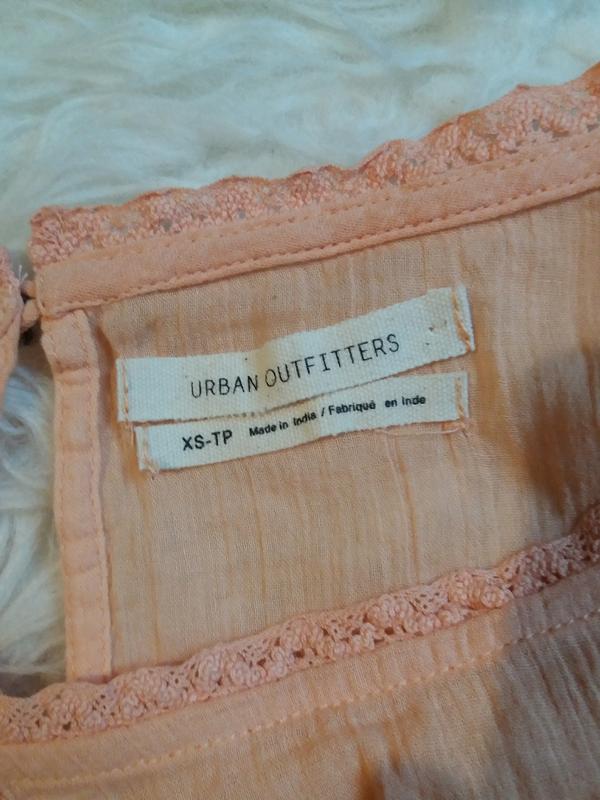 URBAN OUTFITTERS
XS-TP Made in India / Fabriqué en Inde